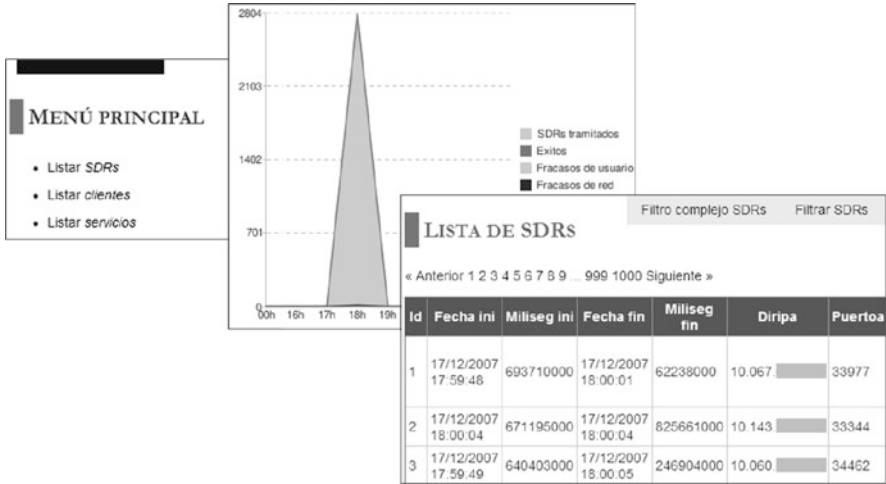 MENÚ PRINCIPAL
• Listar SDRs
• Listar clientes
• Listar servicios
2804
2103
1402
701
0
00h 16h 17h 18h 19h
SDRs tramitados
Exitos
Fracasos de usuario
Fracasos de red
Filtro complejo SDRs Filtrar SDRs
LISTA DE SDRS
« Anterior 1 2 3 4 5 6 7 8 9 ... 999 1000 Siguiente »
Id Fecha ini Miliseg ini Fecha fin Miliseg fin Diripa Puertoa
1 17/12/2007 17:59:48 693710000 17/12/2007 18:00:01 62238000 10.067. 33977
2 17/12/2007 18:00:04 671195000 17/12/2007 18:00:04 825661000 10.143. 33344
3 17/12/2007 17:59:49 640403000 17/12/2007 18:00:05 246904000 10.060. 34462